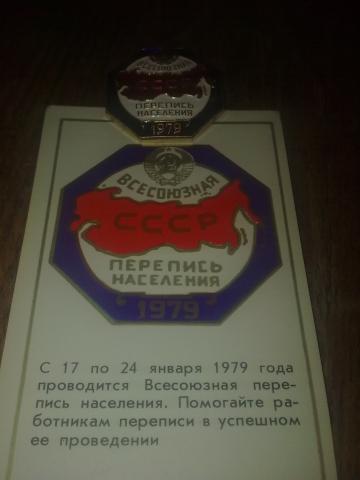 ВСЕСОЮЗНАЯ
ПЕРЕПИСЬ
НАСЕЛЕНИЯ
1979
ВСЕСОЮЗНАЯ
СССР
ПЕРЕПИСЬ
НАСЕЛЕНИЯ
1979
С 17 по 24 января 1979 года
проводится Всесоюзная пере-
пись населения. Помогайте ра-
ботникам переписи в успешном
ее проведении